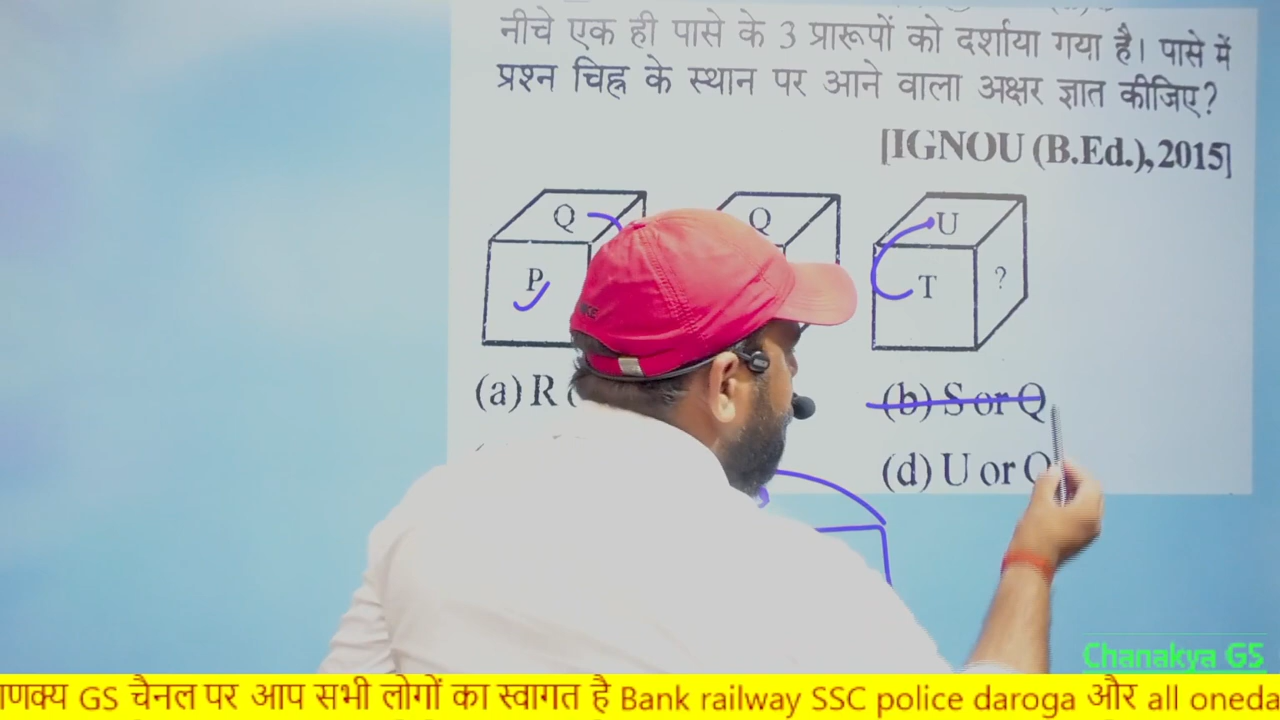 नीचे एक ही पासे के 3 प्रारूपों को दर्शाया गया है। पासे में
प्रश्न चिह्न के स्थान पर आने वाला अक्षर ज्ञात कीजिए?
[IGNOU (B.Ed.), 2015]
Q
Q
U
P
T
?
(a) R
(b) S or Q
(d) U or Q
Chanakya GS
GS चैनल पर आप सभी लोगों का स्वागत है Bank railway SSC police daroga और all